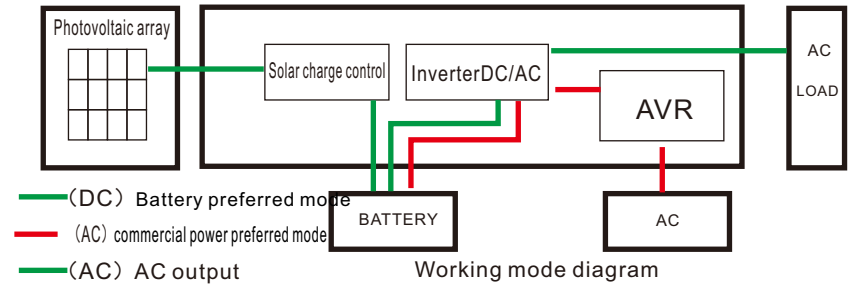 Photovoltaic array
Solar charge control
InverterDC/AC
AVR
AC
LOAD
(DC) Battery preferred mode
(AC) commercial power preferred mode
(AC) AC output
BATTERY
AC
Working mode diagram